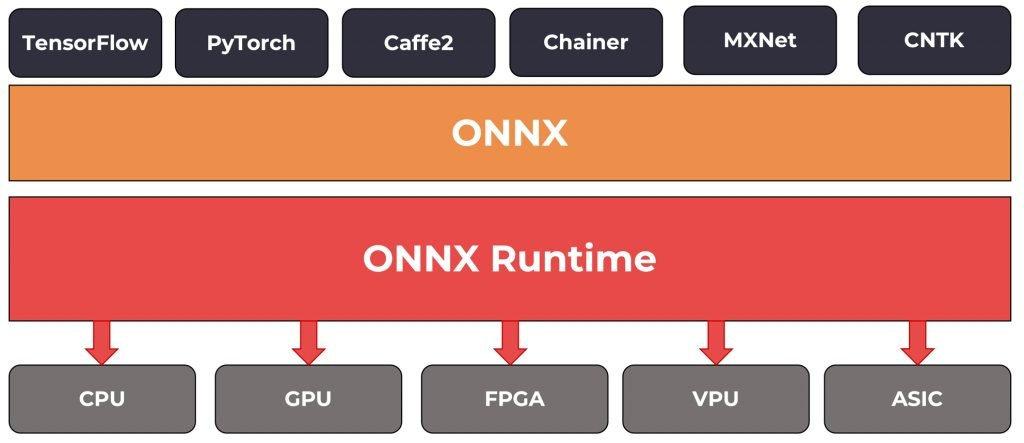 TensorFlow
PyTorch
Caffe2
Chainer
MXNet
CNTK
ONNX
ONNX Runtime
CPU
GPU
FPGA
VPU
ASIC